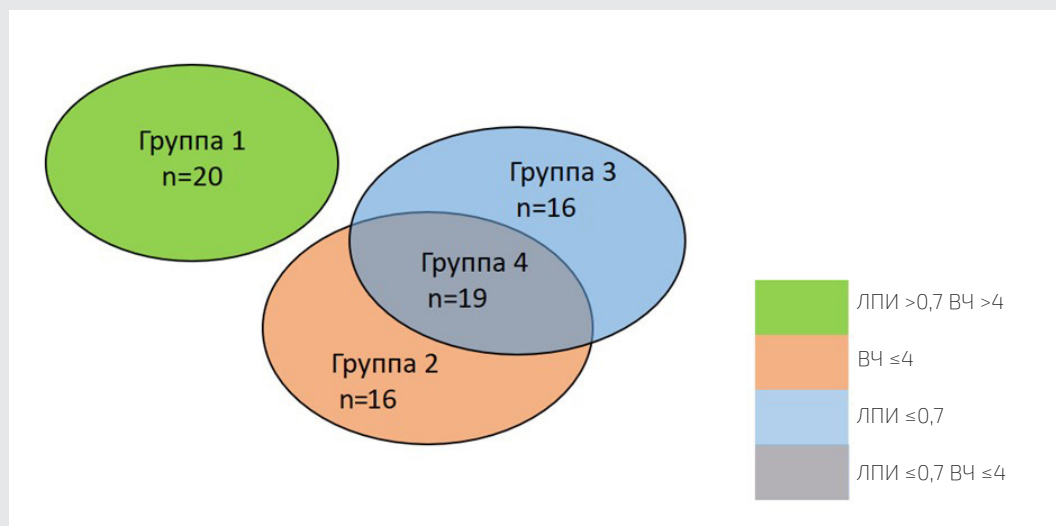 Группа 1
n=20
Группа 3
n=16
Группа 4
n=19
Группа 2
n=16
ЛПИ >0,7 ВЧ >4
ВЧ ≤4
ЛПИ ≤0,7
ЛПИ ≤0,7 ВЧ ≤4